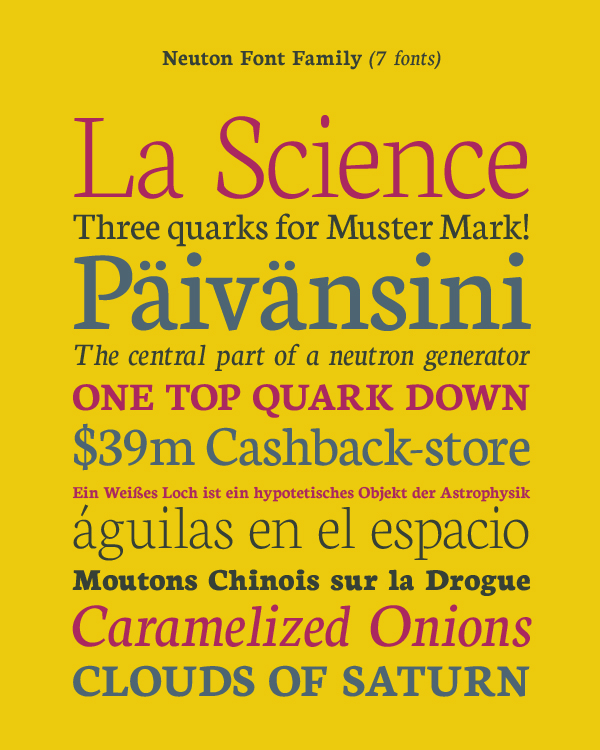 Neuton Font Family (7 fonts)
La Science
Three quarks for Muster Mark!
Päivänsini
The central part of a neutron generator
ONE TOP QUARK DOWN
$39m Cashback-store
Ein Weißes Loch ist ein hypotetisches Objekt der Astrophysik
águilas en el espacio
Moutons Chinois sur la Drogue
Caramelized Onions
CLOUDS OF SATURN